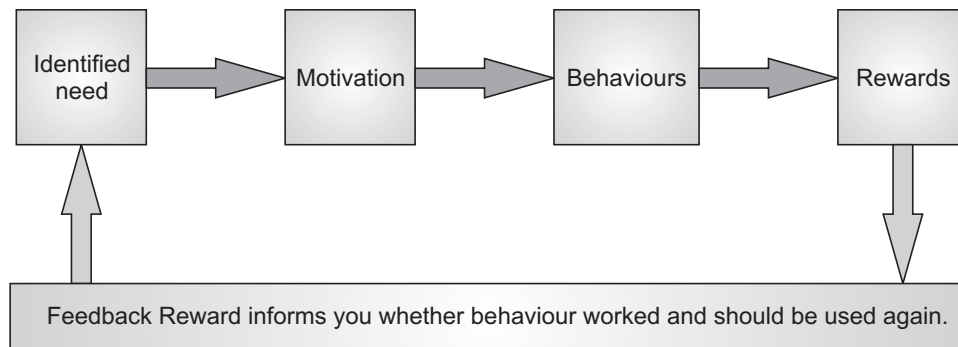 Identified
need
Motivation
Behaviours
Rewards
Feedback Reward informs you whether behaviour worked and should be used again.